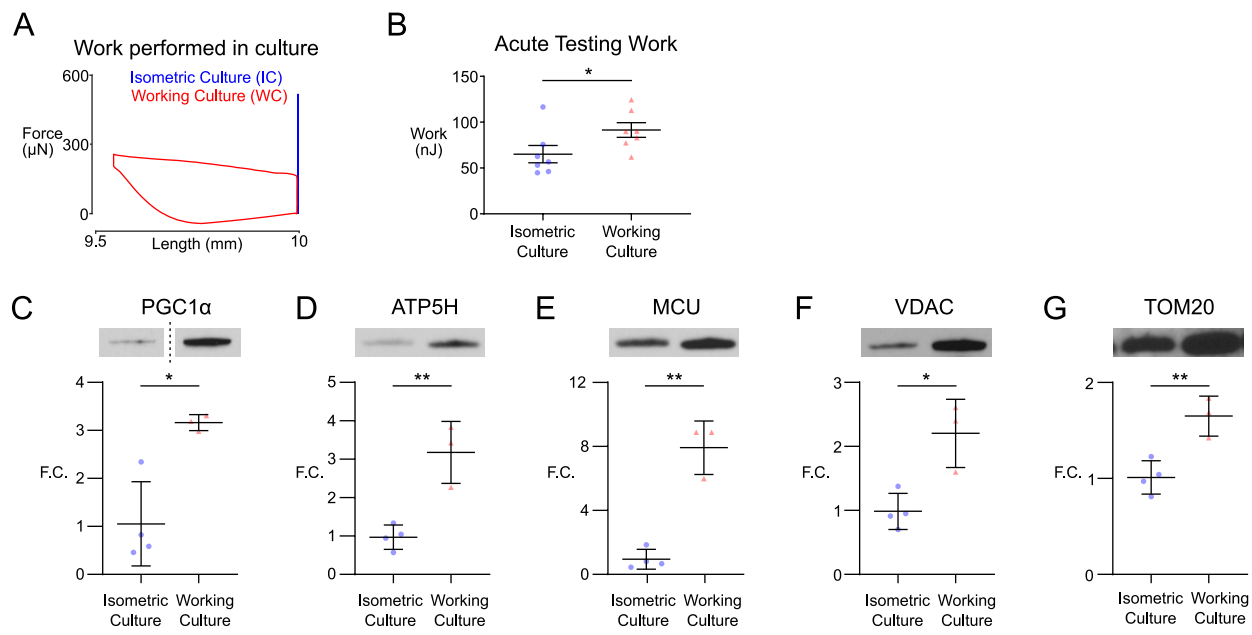 A
Work performed in culture
600
Isometric Culture (IC)
Working Culture (WC)
Force
(µN)
300
0
9.5
Length (mm)
10
B
Acute Testing Work
*
150
100
Work
(nJ)
50
0
Isometric
Culture
Working
Culture
C
PGC1α
*
4
3
F.C.
2
1
0
Isometric
Culture
Working
Culture
D
ATP5H
**
5
4
3
F.C.
2
1
0
Isometric
Culture
Working
Culture
E
MCU
**
12
8
F.C.
4
0
Isometric
Culture
Working
Culture
F
VDAC
*
3
2
F.C.
1
0
Isometric
Culture
Working
Culture
G
TOM20
**
2
F.C.
1
0
Isometric
Culture
Working
Culture